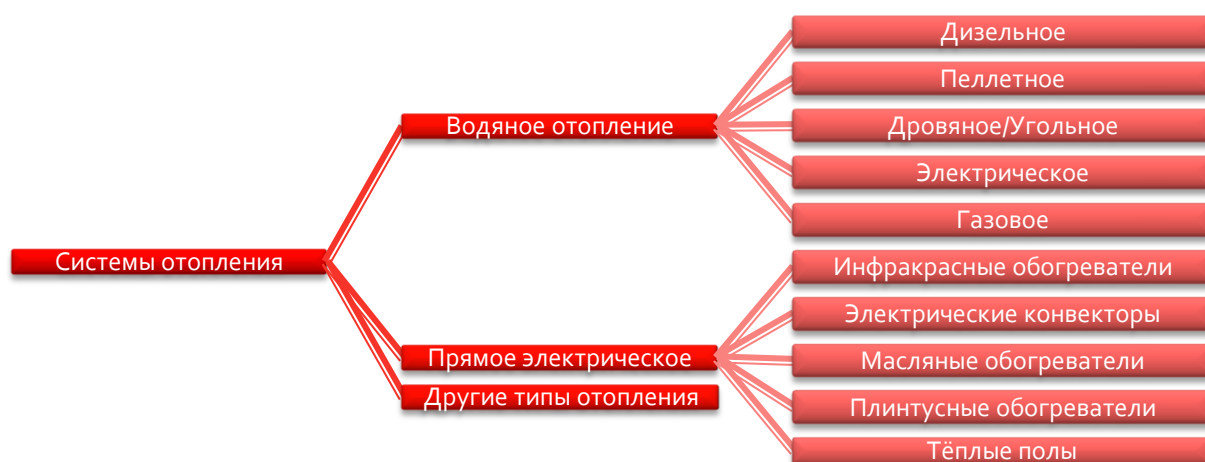 Системы отопления
Водяное отопление
Дизельное
Пеллетное
Дровяное/Угольное
Электрическое
Газовое
Прямое электрическое
Инфракрасные обогреватели
Электрические конвекторы
Масляные обогреватели
Плинтусные обогреватели
Тёплые полы
Другие типы отопления